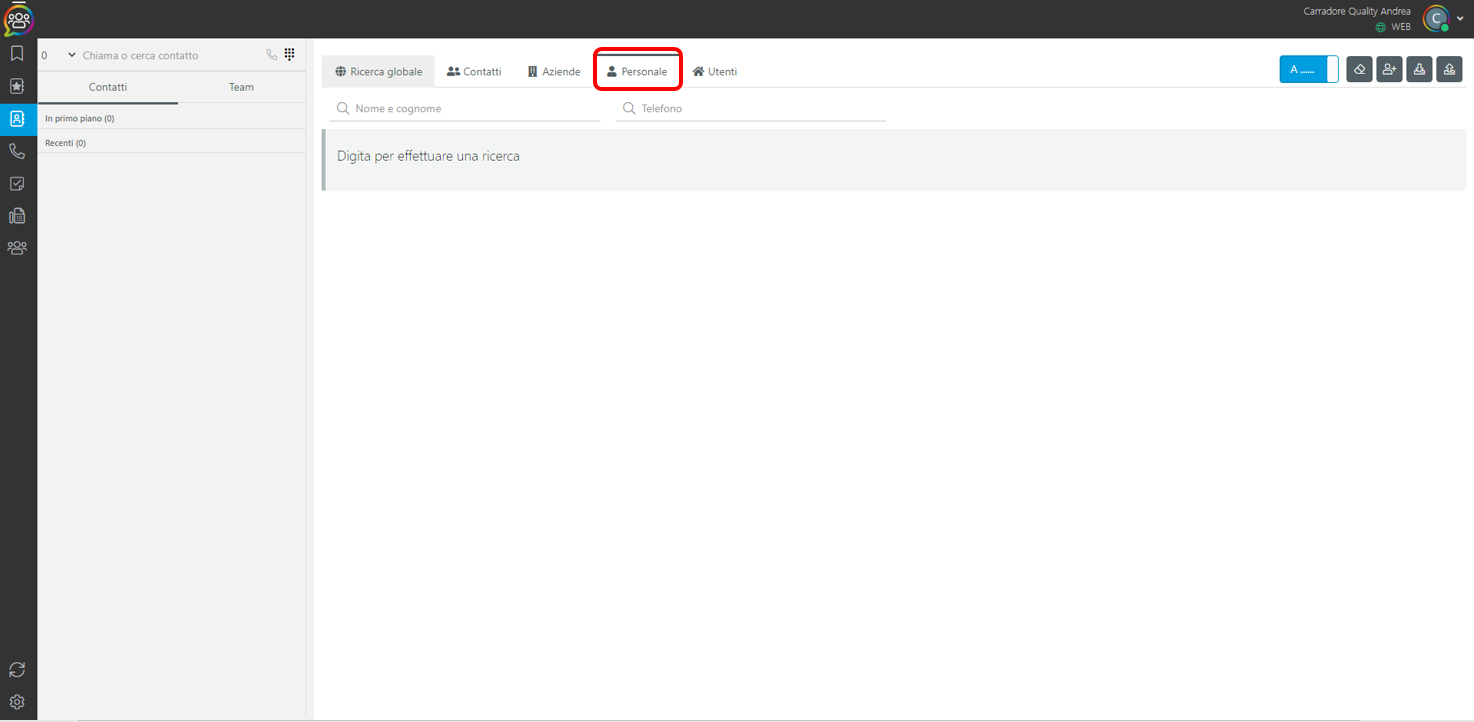 Carradore Quality Andrea
C
WEB
0 Chiama o cerca contatto
Contatti Team
In primo piano (0)
Recenti (0)
Ricerca globale Contatti Aziende Personale Utenti
A ......
Nome e cognome Telefono
Digita per effettuare una ricerca